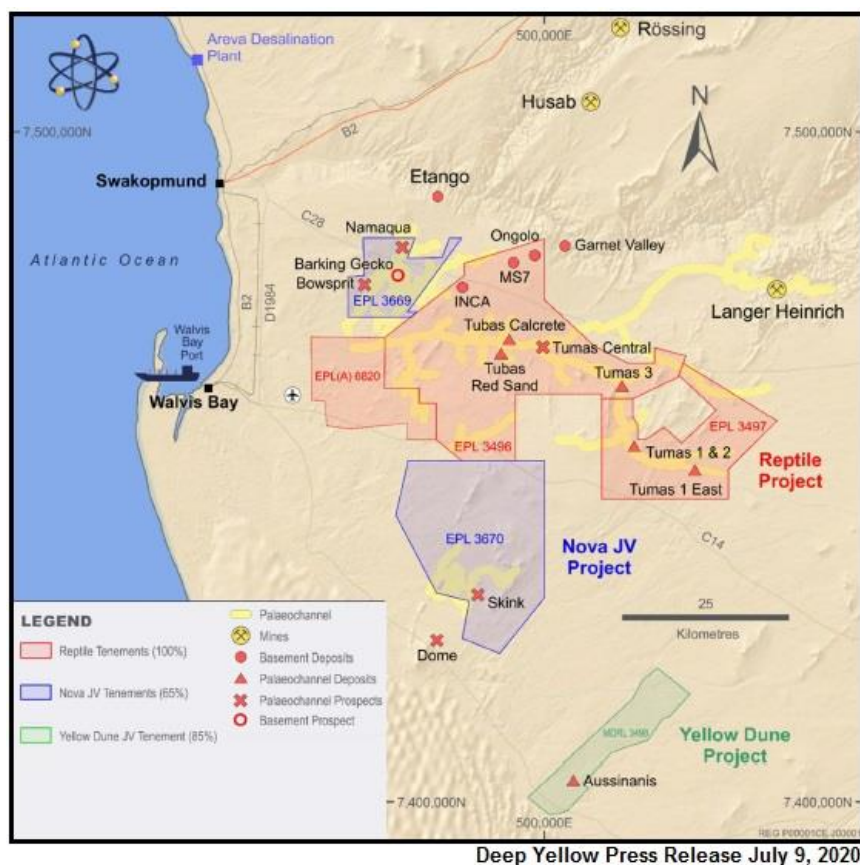 Areva Desalination
Plant
500,000E
Rössing
Husab
N
7,500,000N
7,500,000N
B2
Swakopmund
Etango
C28
Namaqua
Ongolo
Garnet Valley
Atlantic Ocean
Barking Gecko
MS7
Bowsprit
EPL 3669
INCA
Langer Heinrich
B2
D1984
Walvis
Bay
Port
Tubas Calcrete
Tumas Central
Tubas
Red Sand
Tumas 3
EPL(A) 6820
Walvis Bay
EPL 3497
EPL 3496
Tumas 1 & 2
Tumas 1 East
Reptile
Project
EPL 3670
C14
Nova JV
Project
Skink
25
Kilometres
Dome
LEGEND
Reptile Tenements (100%)
Nova JV Tenements (65%)
Yellow Dune JV Tenement (85%)
Palaeochannel
Mines
Basement Deposits
Palaeochannel Deposits
Palaeochannel Prospects
Basement Prospect
Yellow Dune
Project
Aussinanis
7,400,000N
500,000E
7,400,000N
Deep Yellow Press Release July 9, 2020